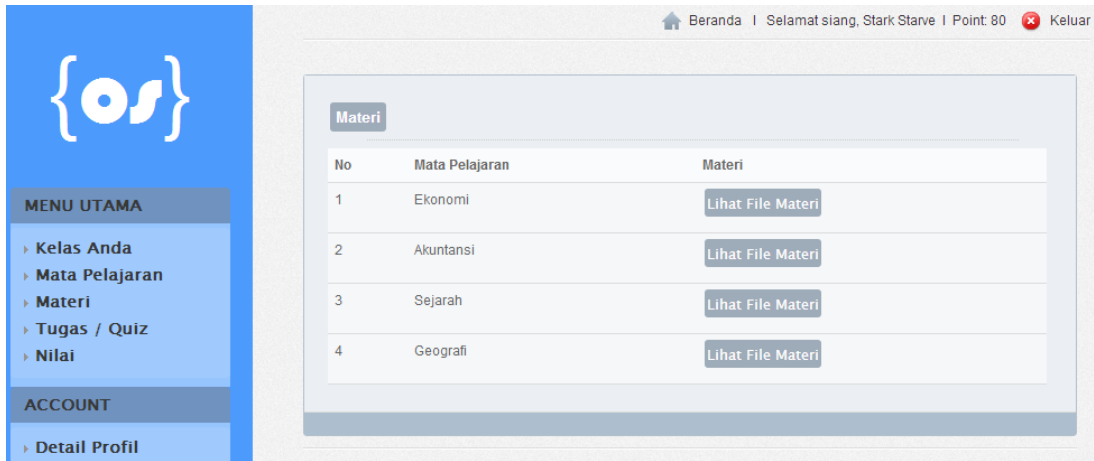 Beranda | Selamat siang, Stark Starve | Point: 80 Keluar
{os}
MENU UTAMA
Kelas Anda
Mata Pelajaran
Materi
Tugas / Quiz
Nilai
ACCOUNT
Detail Profil
Materi
No Mata Pelajaran Materi
1 Ekonomi Lihat File Materi
2 Akuntansi Lihat File Materi
3 Sejarah Lihat File Materi
4 Geografi Lihat File Materi